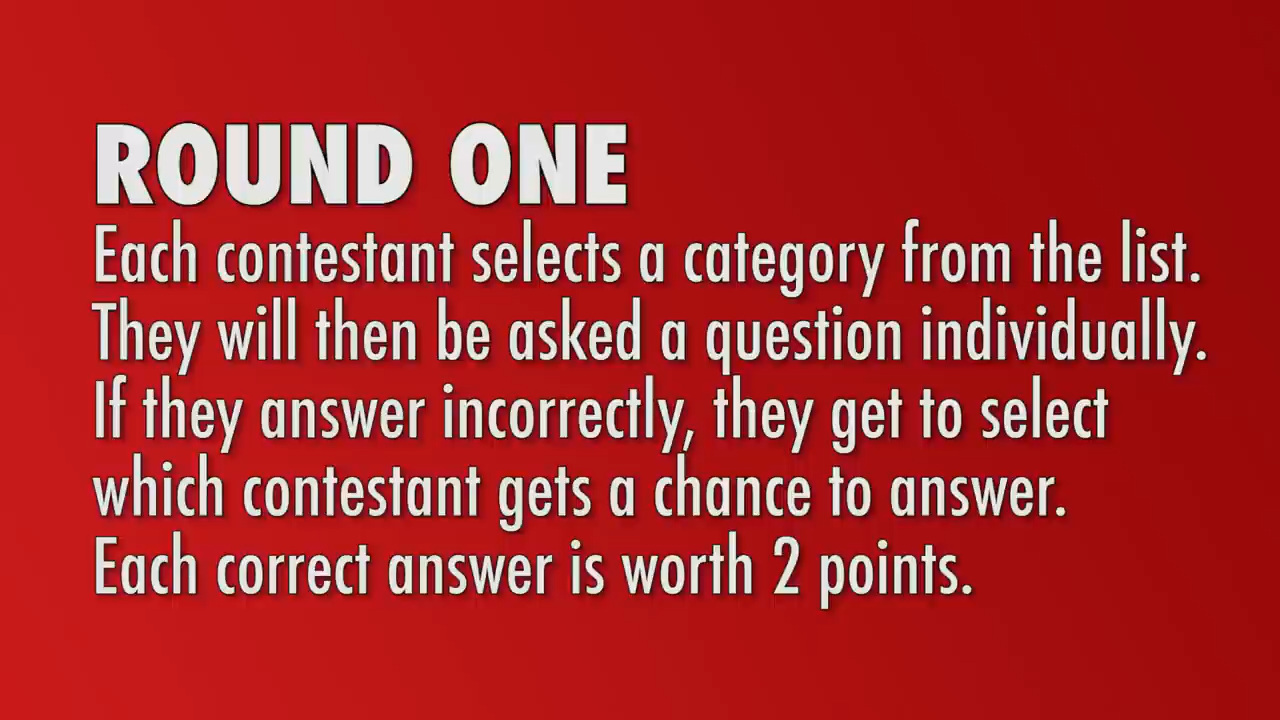 ROUND ONE
Each contestant selects a category from the list.
They will then be asked a question individually.
If they answer incorrectly, they get to select
which contestant gets a chance to answer.
Each correct answer is worth 2 points.